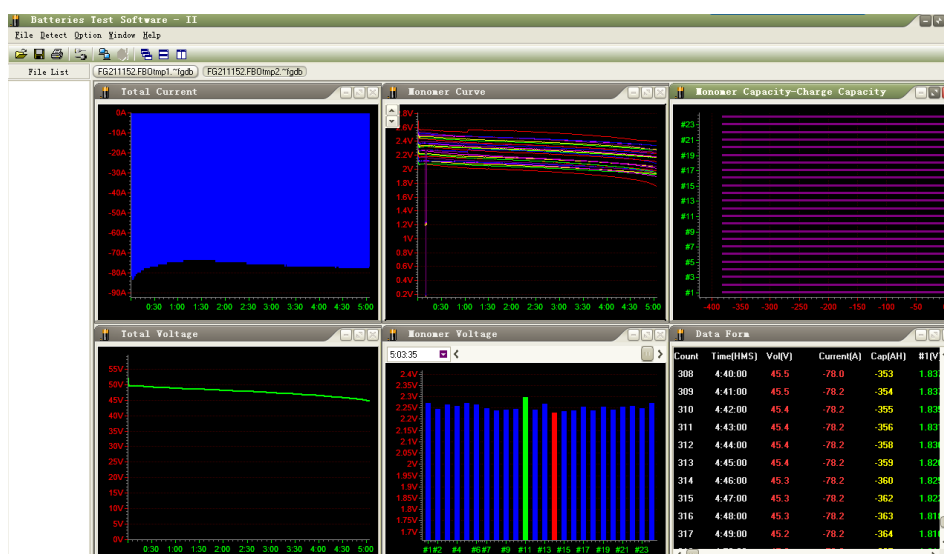 Batteries Test Software - II
File Detect Option Window Help
File List
FG211152.FBOtmp1.~fgdb FG211152.FBOtmp2.~fgdb
Total Current
0A
-10A
-20A
-30A
-40A
-50A
-60A
-70A
-80A
-90A
0:30 1:00 1:30 2:00 2:30 3:00 3:30 4:00 4:30 5:00
Monomer Curve
2.4V
2.2V
2V
1.8V
1.6V
1.4V
1.2V
1V
0.8V
0.6V
0.4V
0.2V
0:30 1:00 1:30 2:00 2:30 3:00 3:30 4:00 4:30 5:00
Monomer Capacity-Charge Capacity
#23
#21
#19
#17
#15
#13
#11
#9
#7
#5
#3
#1
-400 -350 -300 -250 -200 -150 -100 -50
Total Voltage
55V
50V
45V
40V
35V
30V
25V
20V
15V
10V
5V
0V
0:30 1:00 1:30 2:00 2:30 3:00 3:30 4:00 4:30 5:00
Monomer Voltage
5:03:35
2.4V
2.35V
2.3V
2.25V
2.2V
2.15V
2.1V
2.05V
2V
1.95V
1.9V
1.85V
1.8V
1.75V
1.7V
#1#2 #4 #6#7 #9 #11 #13 #15 #17 #19 #21 #23
Data Form
Count Time(HMS) Vol(V) Current(A) Cap(AH) #1(V
308 4:40:00 45.5 -78.0 -353
309 4:41:00 45.5 -78.2 -354
310 4:42:00 45.4 -78.2 -355
311 4:43:00 45.4 -78.2 -356
312 4:44:00 45.4 -78.2 -358
313 4:45:00 45.4 -78.2 -359
314 4:46:00 45.3 -78.2 -360
315 4:47:00 45.3 -78.2 -362
316 4:48:00 45.3 -78.2 -363
317 4:49:00 45.2 -78.2 -364